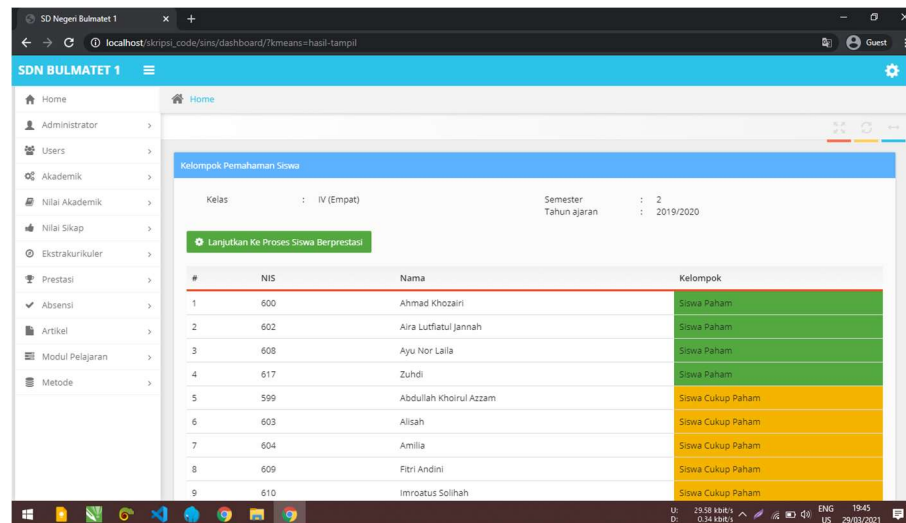 SD Negeri Bulmatet 1
localhost/skripsi_code/sins/dashboard/?kmeans=hasil-tampil
Guest
SDN BULMATET 1
Home
Administrator
Users
Akademik
Nilai Akademik
Nilai Sikap
Ekstrakurikuler
Prestasi
Absensi
Artikel
Modul Pelajaran
Metode
Home
Kelompok Pemahaman Siswa
Kelas : IV (Empat) Semester : 2
Tahun ajaran : 2019/2020
Lanjutkan Ke Proses Siswa Berprestasi
# NIS Nama Kelompok
1 600 Ahmad Khozairi Siswa Paham
2 602 Aira Lutfiatul Jannah Siswa Paham
3 608 Ayu Nor Laila Siswa Paham
4 617 Zuhdi Siswa Paham
5 599 Abdullah Khoirul Azzam Siswa Cukup Paham
6 603 Alisah Siswa Cukup Paham
7 604 Amilia Siswa Cukup Paham
8 609 Fitri Andini Siswa Cukup Paham
9 610 Imroatus Solihah Siswa Cukup Paham
U: 29.58 kbit/s ENG 19:45
D: 0.34 kbit/s US 29/03/2021